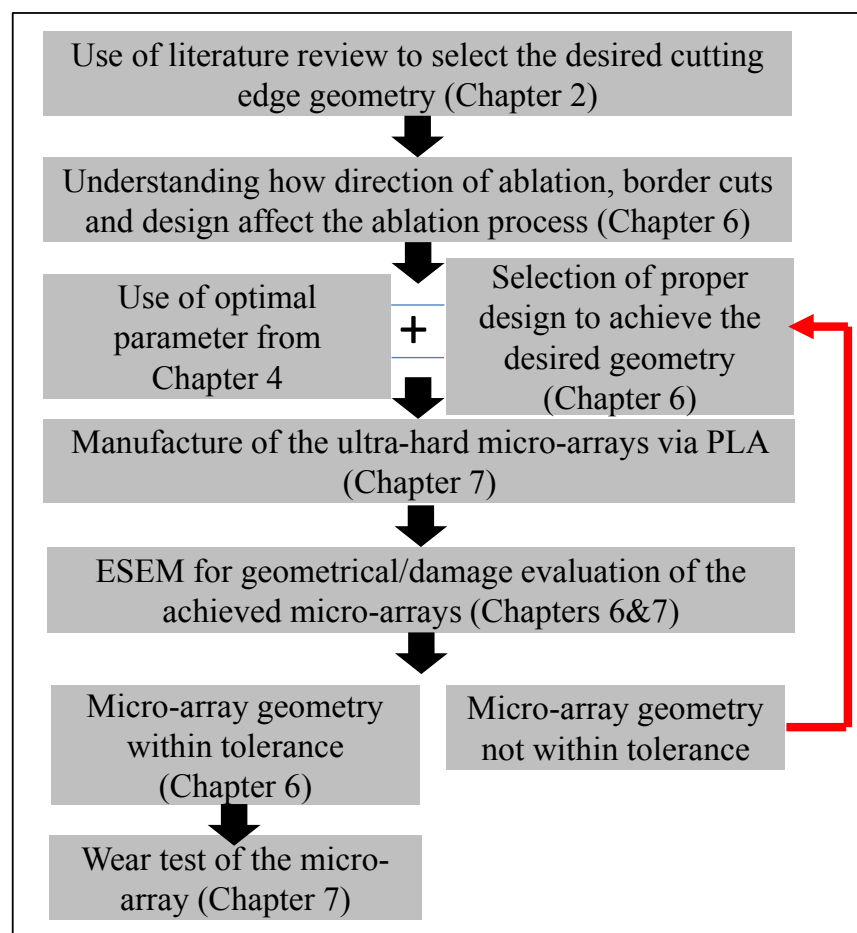 Use of literature review to select the desired cutting
edge geometry (Chapter 2)
Understanding how direction of ablation, border cuts
and design affect the ablation process (Chapter 6)
Use of optimal
parameter from
Chapter 4
+
Selection of proper
design to achieve the
desired geometry
(Chapter 6)
Manufacture of the ultra-hard micro-arrays via PLA
(Chapter 7)
ESEM for geometrical/damage evaluation of the
achieved micro-arrays (Chapters 6&7)
Micro-array geometry
within tolerance
(Chapter 6)
Micro-array geometry
not within tolerance
Wear test of the micro-
array (Chapter 7)